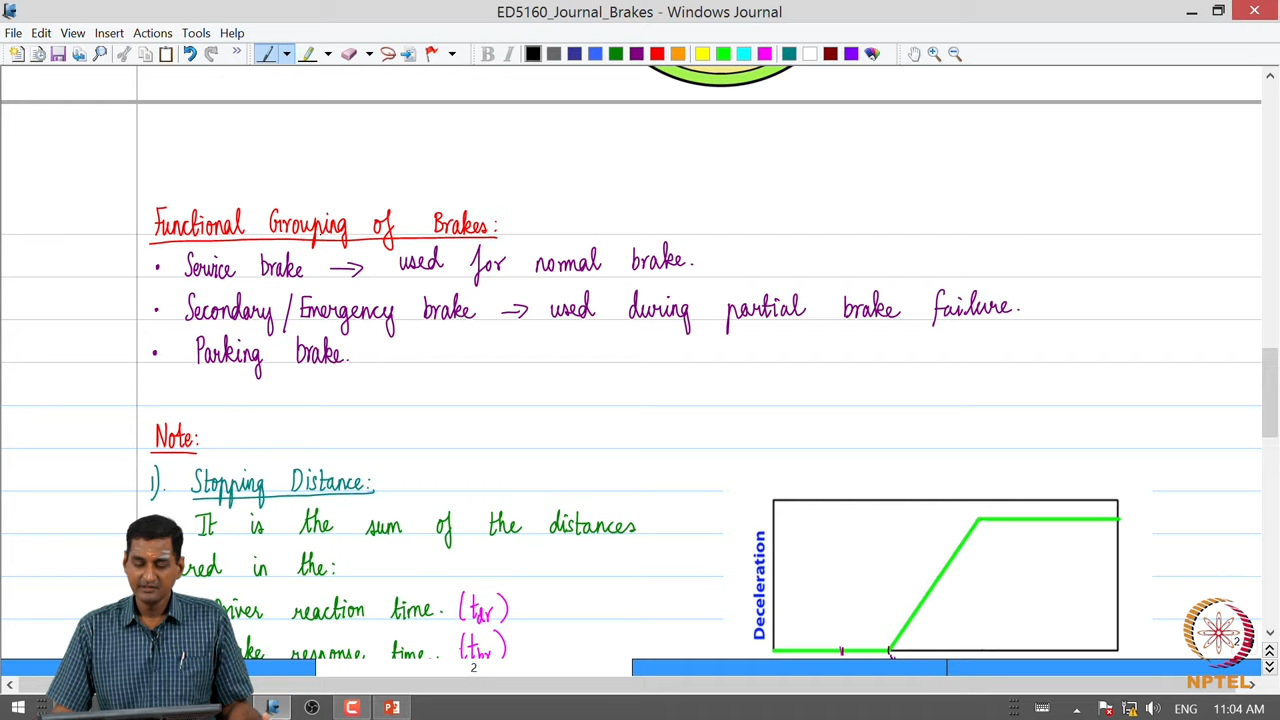 ED5160_Journal_Brakes - Windows Journal
File Edit View Insert Actions Tools Help
Functional Grouping of Brakes:
• Service brake → used for normal brake.
• Secondary/Emergency brake → used during partial brake failure.
• Parking brake.
Note:
1). Stopping Distance:
It is the sum of the distances
red in the:
river reaction time. (tdr)
ake response time. (tbr)
Deceleration
2
2
NPTEL
ENG 11:04 AM